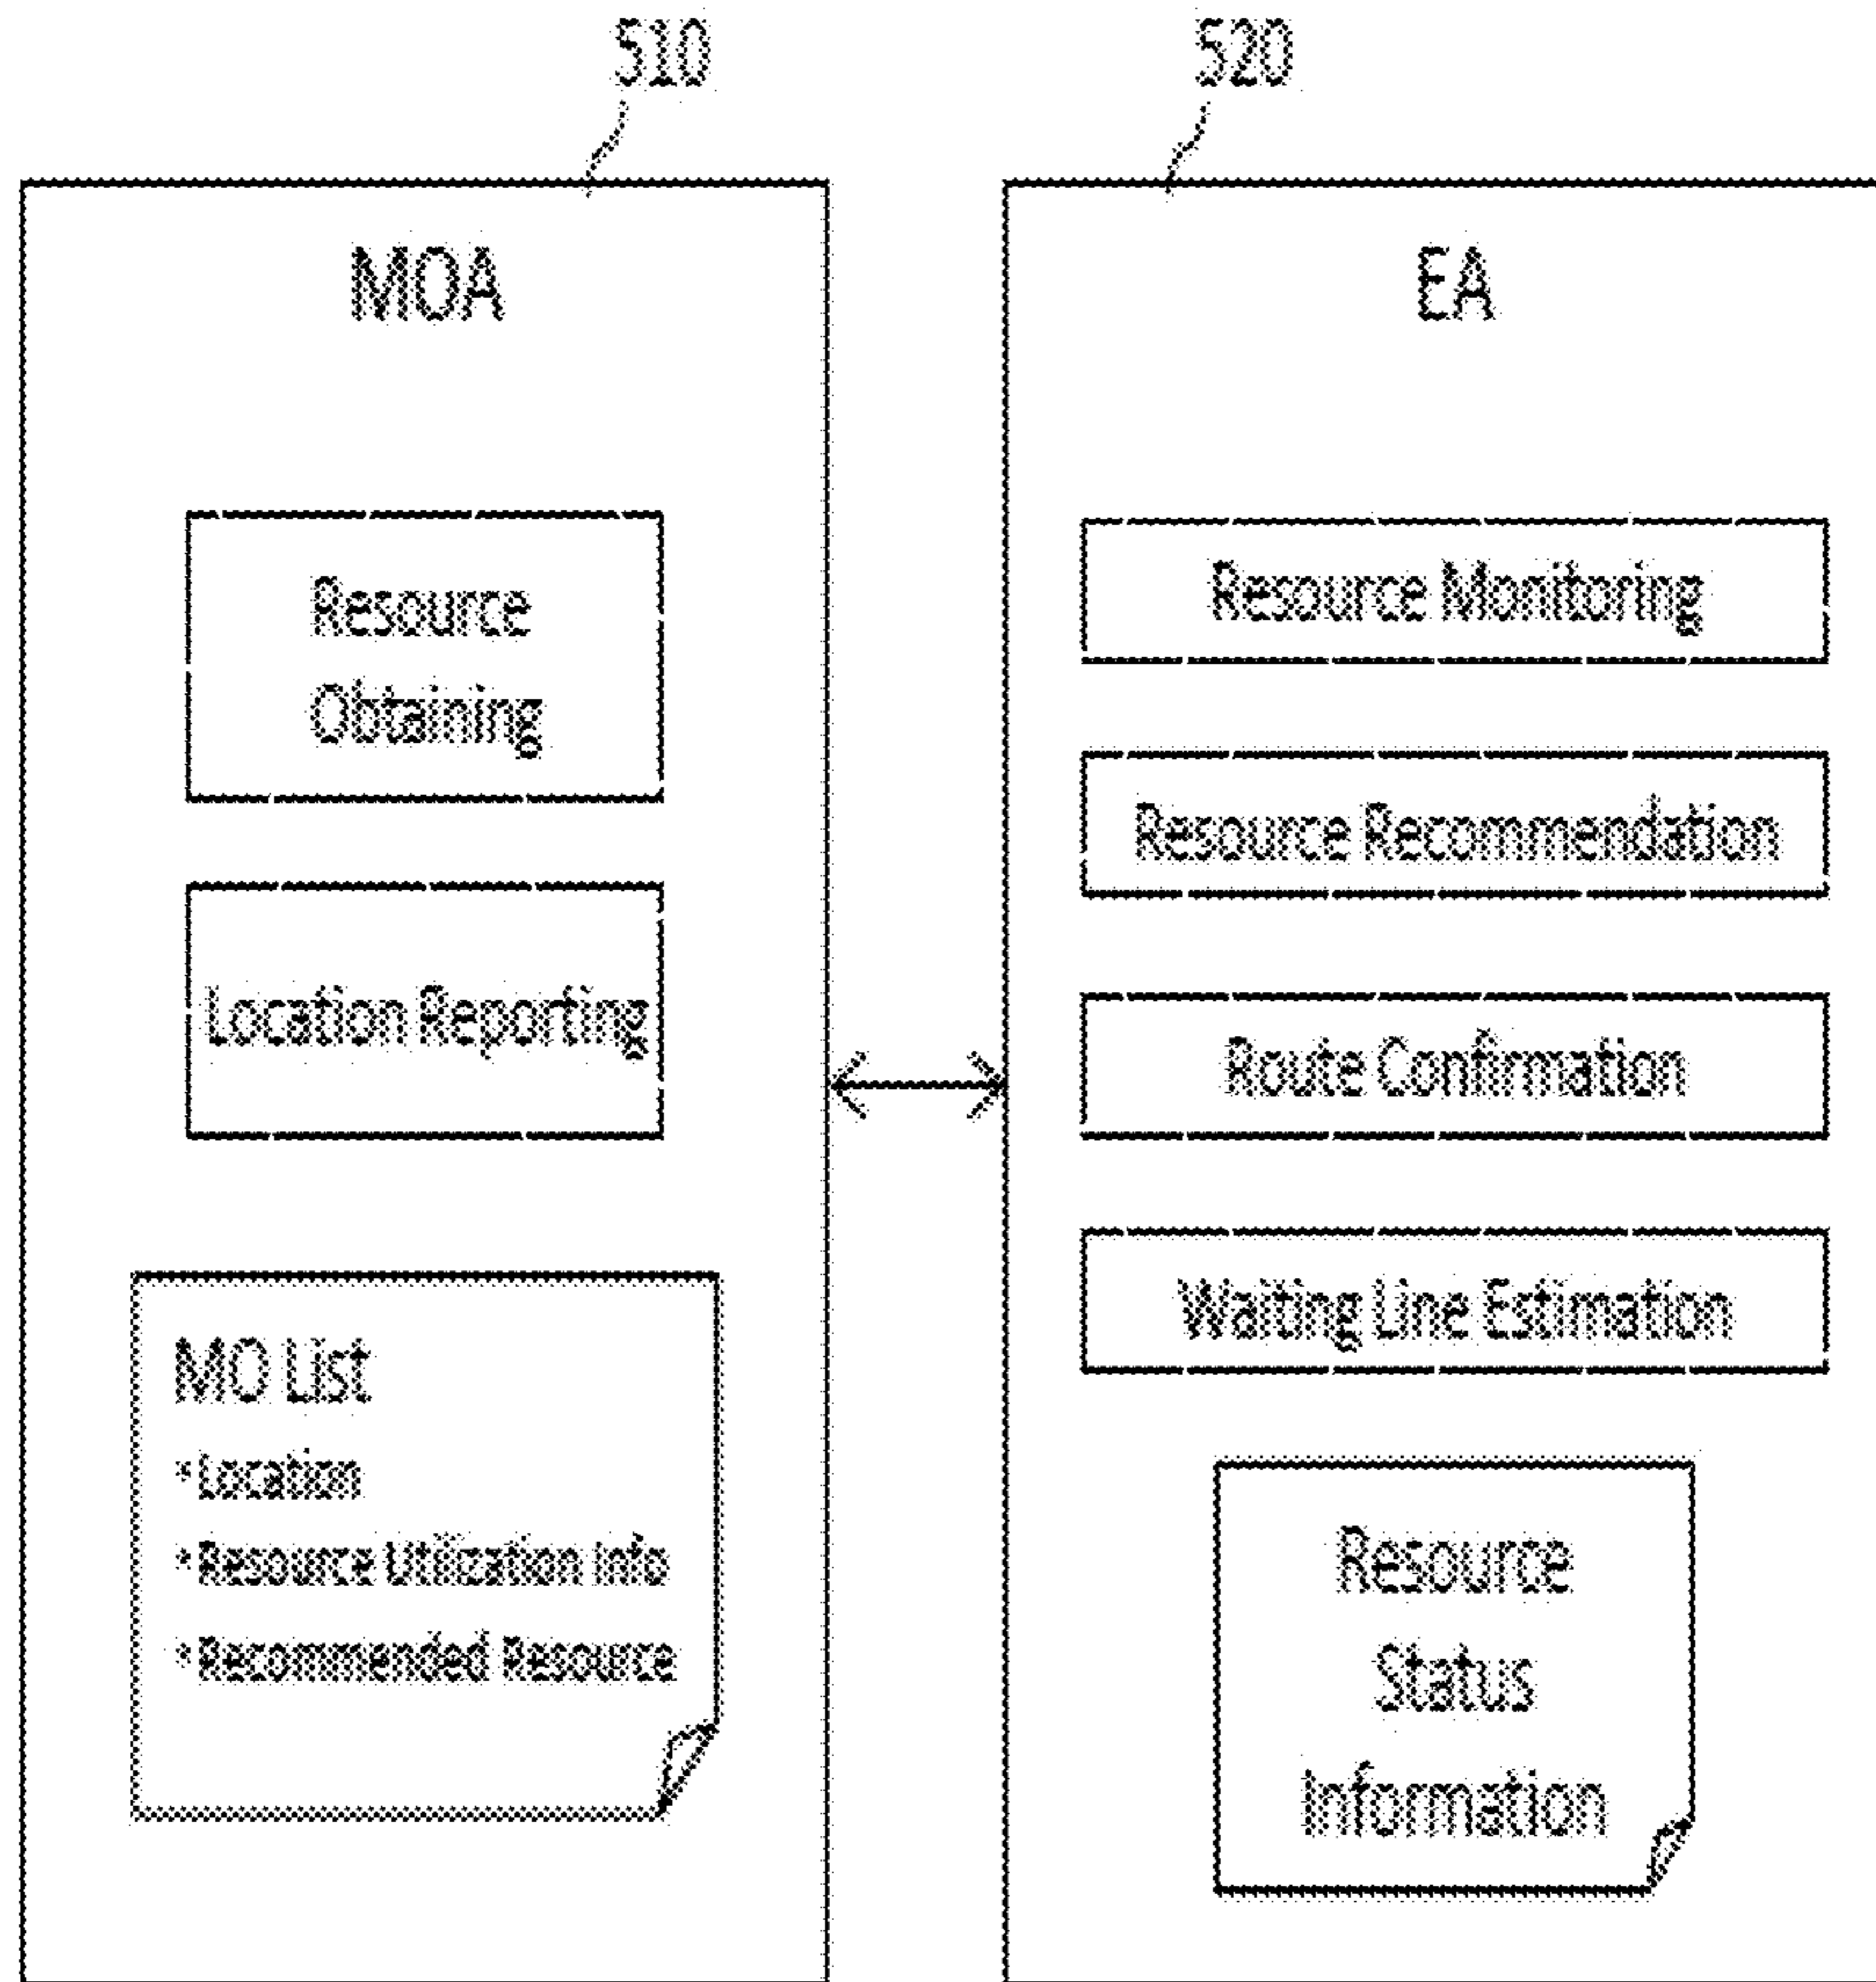 510
520
MOA
Resource
Obtaining
Location Reporting
MO List
• Location
• Resource Utilization Info
• Recommended Resource
EA
Resource Monitoring
Resource Recommendation
Route Confirmation
Waiting Line Estimation
Resource
Status
Information